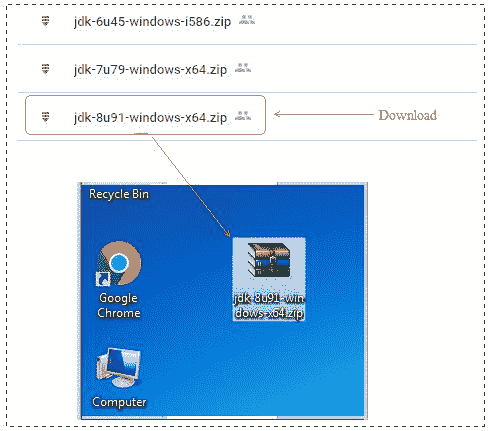 jdk-6u45-windows-i586.zip
jdk-7u79-windows-x64.zip
jdk-8u91-windows-x64.zip
Download
Recycle Bin
Google
Chrome
jdk-8u91-win
dows-x64.zip
Computer